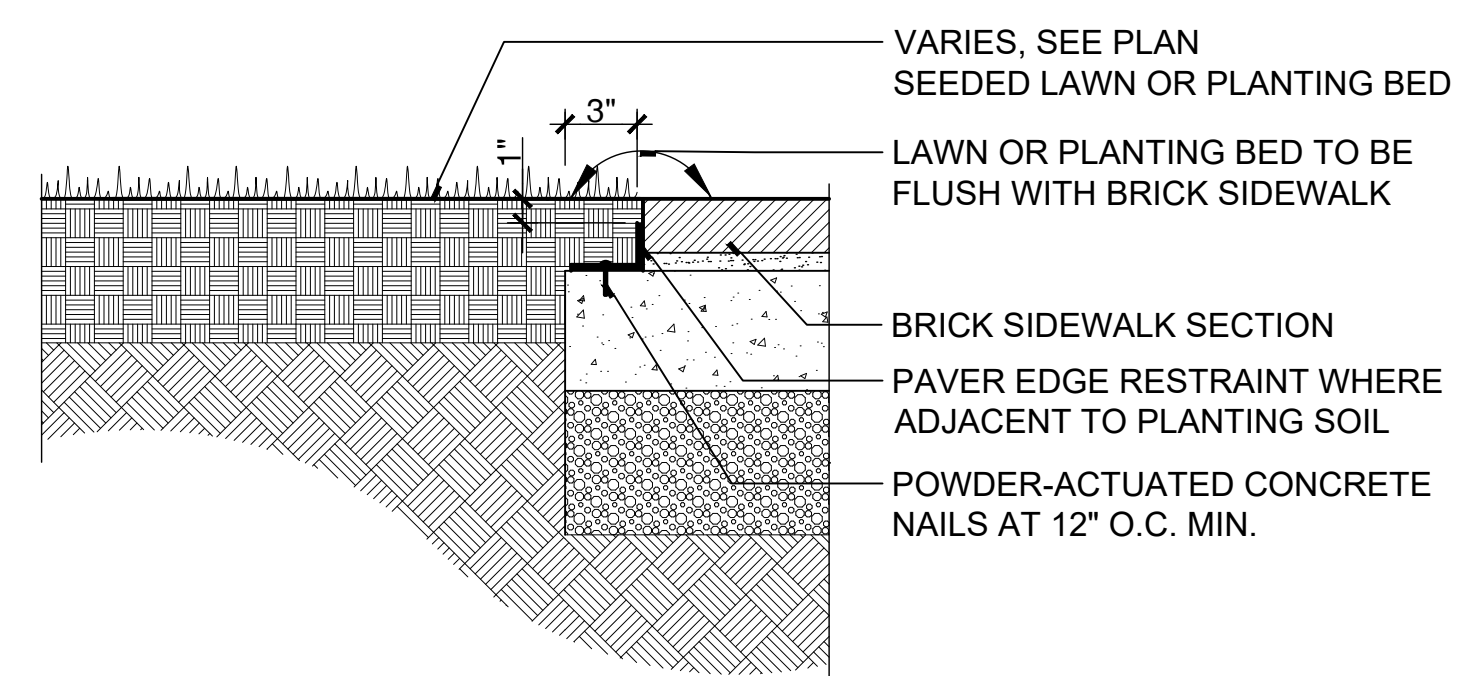 VARIES, SEE PLAN
SEEDED LAWN OR PLANTING BED
3"
1"
LAWN OR PLANTING BED TO BE
FLUSH WITH BRICK SIDEWALK
BRICK SIDEWALK SECTION
PAVER EDGE RESTRAINT WHERE
ADJACENT TO PLANTING SOIL
POWDER-ACTUATED CONCRETE
NAILS AT 12" O.C. MIN.